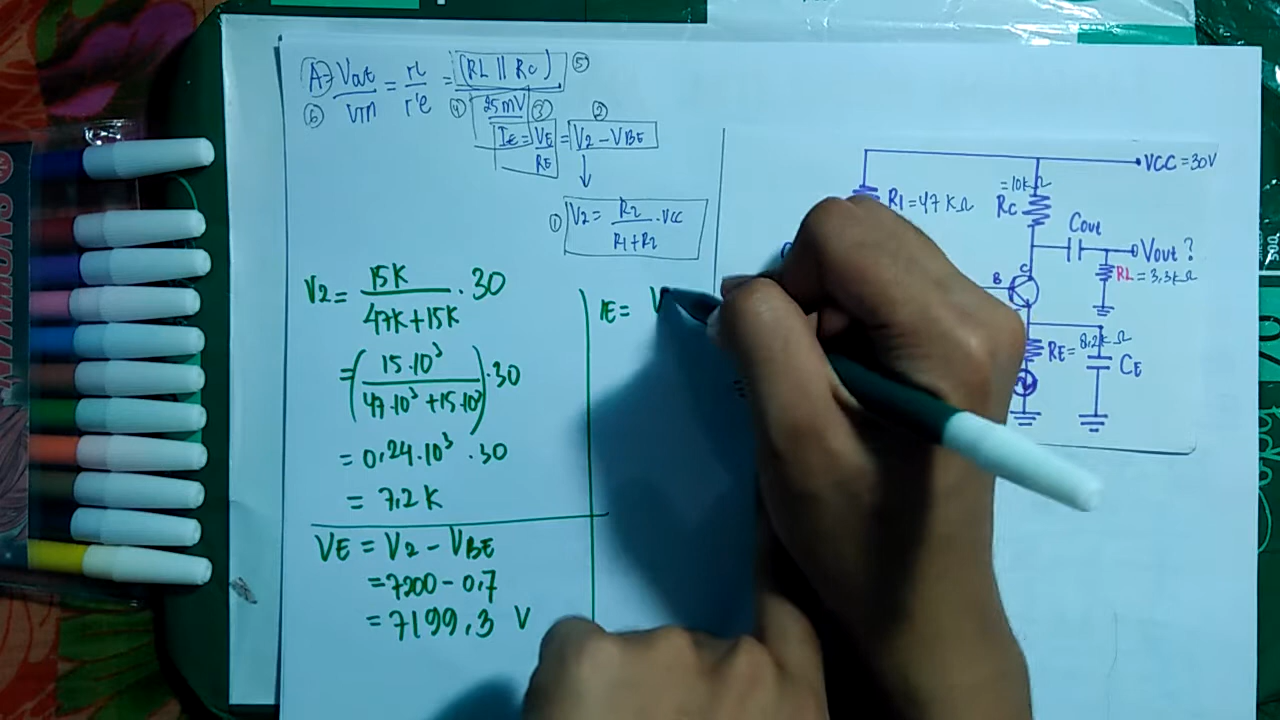 A = Vout / Vin = rL / r'e = (RL || RC) ⑤
⑥ ④ 25mV ③ ②
IE = VE / RE = V2 - VBE
↓
① V2 = R2 / R1+R2 . VCC
V2 = 15K / 47K+15K . 30
= (15.10³ / 47.10³ +15.10³) . 30
= 0,24.10³ . 30
= 7,2 K
VE = V2 - VBE
= 7200 - 0,7
= 7199,3 V
IE = V
VCC = 30V
R1 = 47 KΩ
= 10k Ω
RC
Cout
Vout ?
RL = 3,3kΩ
C
B
RE = 8,2k Ω
CE
SNOWMAN